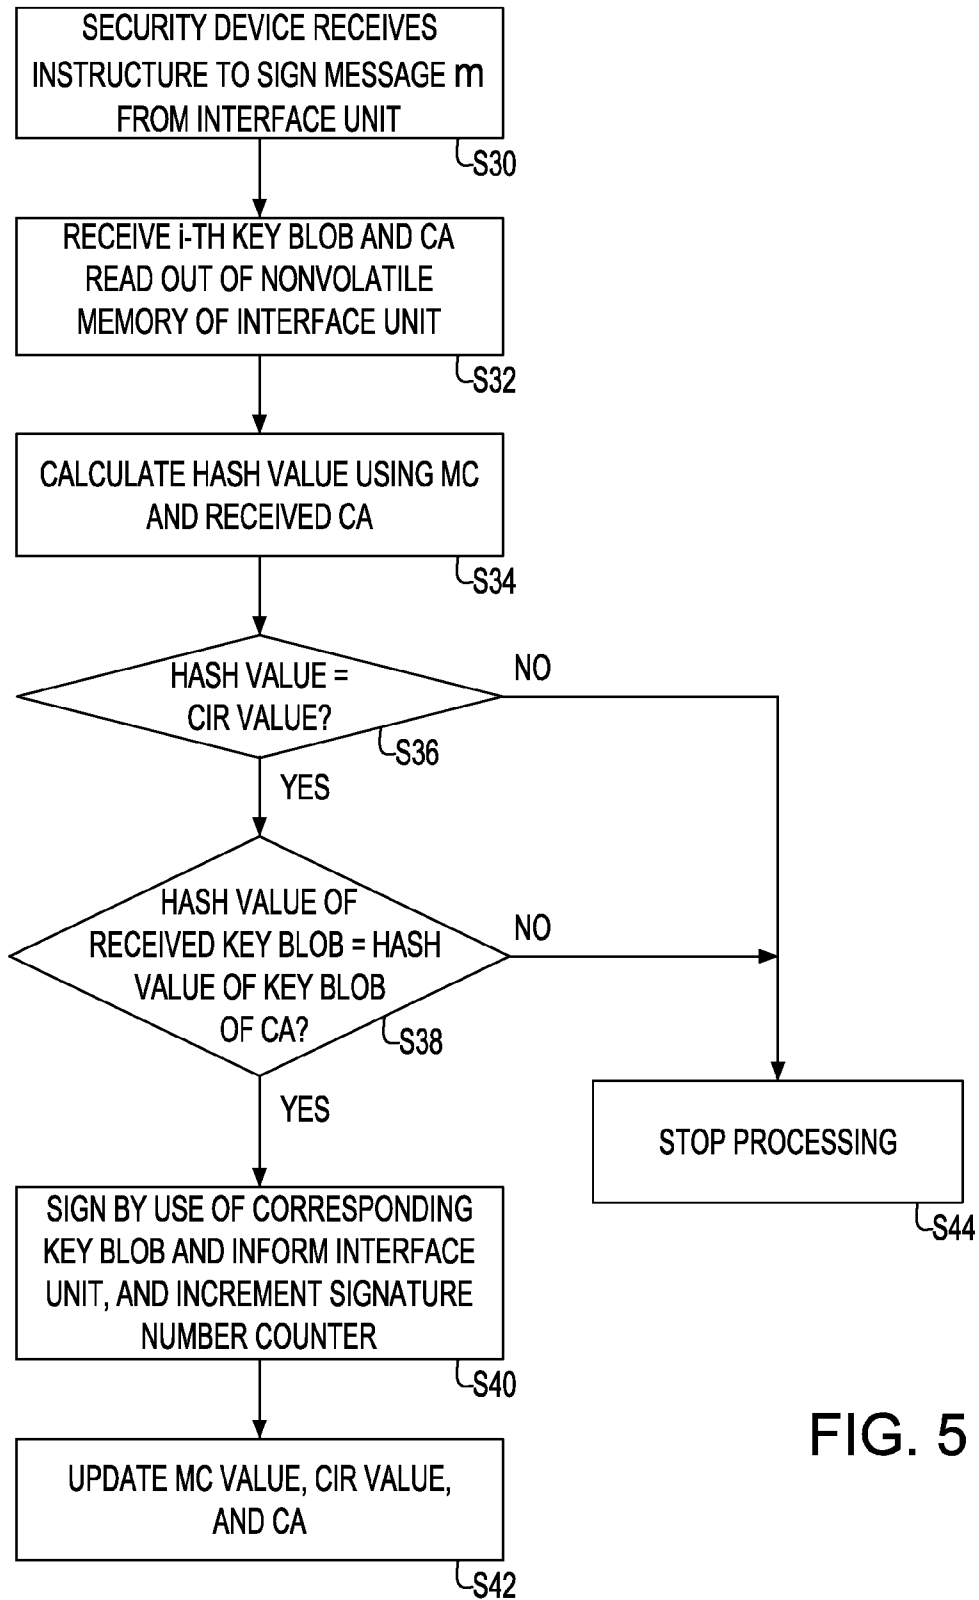 SECURITY DEVICE RECEIVES
INSTRUCTURE TO SIGN MESSAGE m
FROM INTERFACE UNIT
S30
RECEIVE i-TH KEY BLOB AND CA
READ OUT OF NONVOLATILE
MEMORY OF INTERFACE UNIT
S32
CALCULATE HASH VALUE USING MC
AND RECEIVED CA
S34
HASH VALUE =
CIR VALUE?
NO
S36
YES
HASH VALUE OF
RECEIVED KEY BLOB = HASH
VALUE OF KEY BLOB
OF CA?
NO
S38
YES
STOP PROCESSING
S44
SIGN BY USE OF CORRESPONDING
KEY BLOB AND INFORM INTERFACE
UNIT, AND INCREMENT SIGNATURE
NUMBER COUNTER
S40
UPDATE MC VALUE, CIR VALUE,
AND CA
S42
FIG. 5